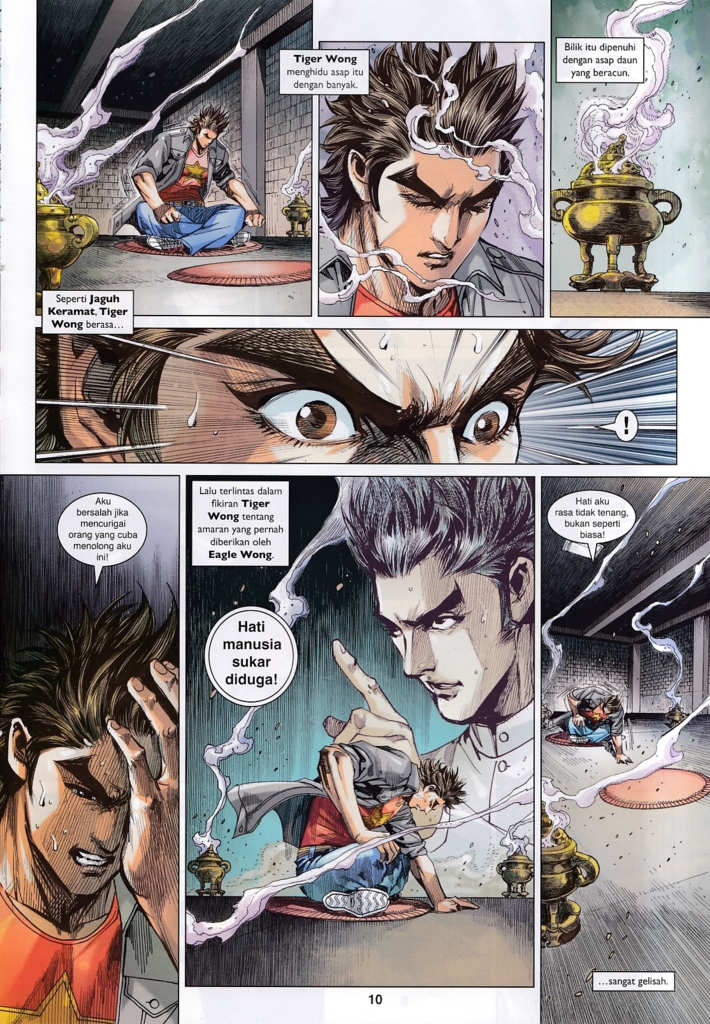 Tiger Wong
menghidu asap itu
dengan banyak.
Bilik itu dipenuhi
dengan asap daun
yang beracun.
Seperti Jaguh
Keramat, Tiger
Wong berasa...
!
Aku
bersalah jika
mencurigai
orang yang cuba
menolong aku
ini!
Lalu terlintas dalam
fikiran Tiger
Wong tentang
amaran yang pernah
diberikan oleh
Eagle Wong.
Hati
manusia
sukar
diduga!
Hati aku
rasa tidak tenang,
bukan seperti
biasa!
...sangat gelisah.
10